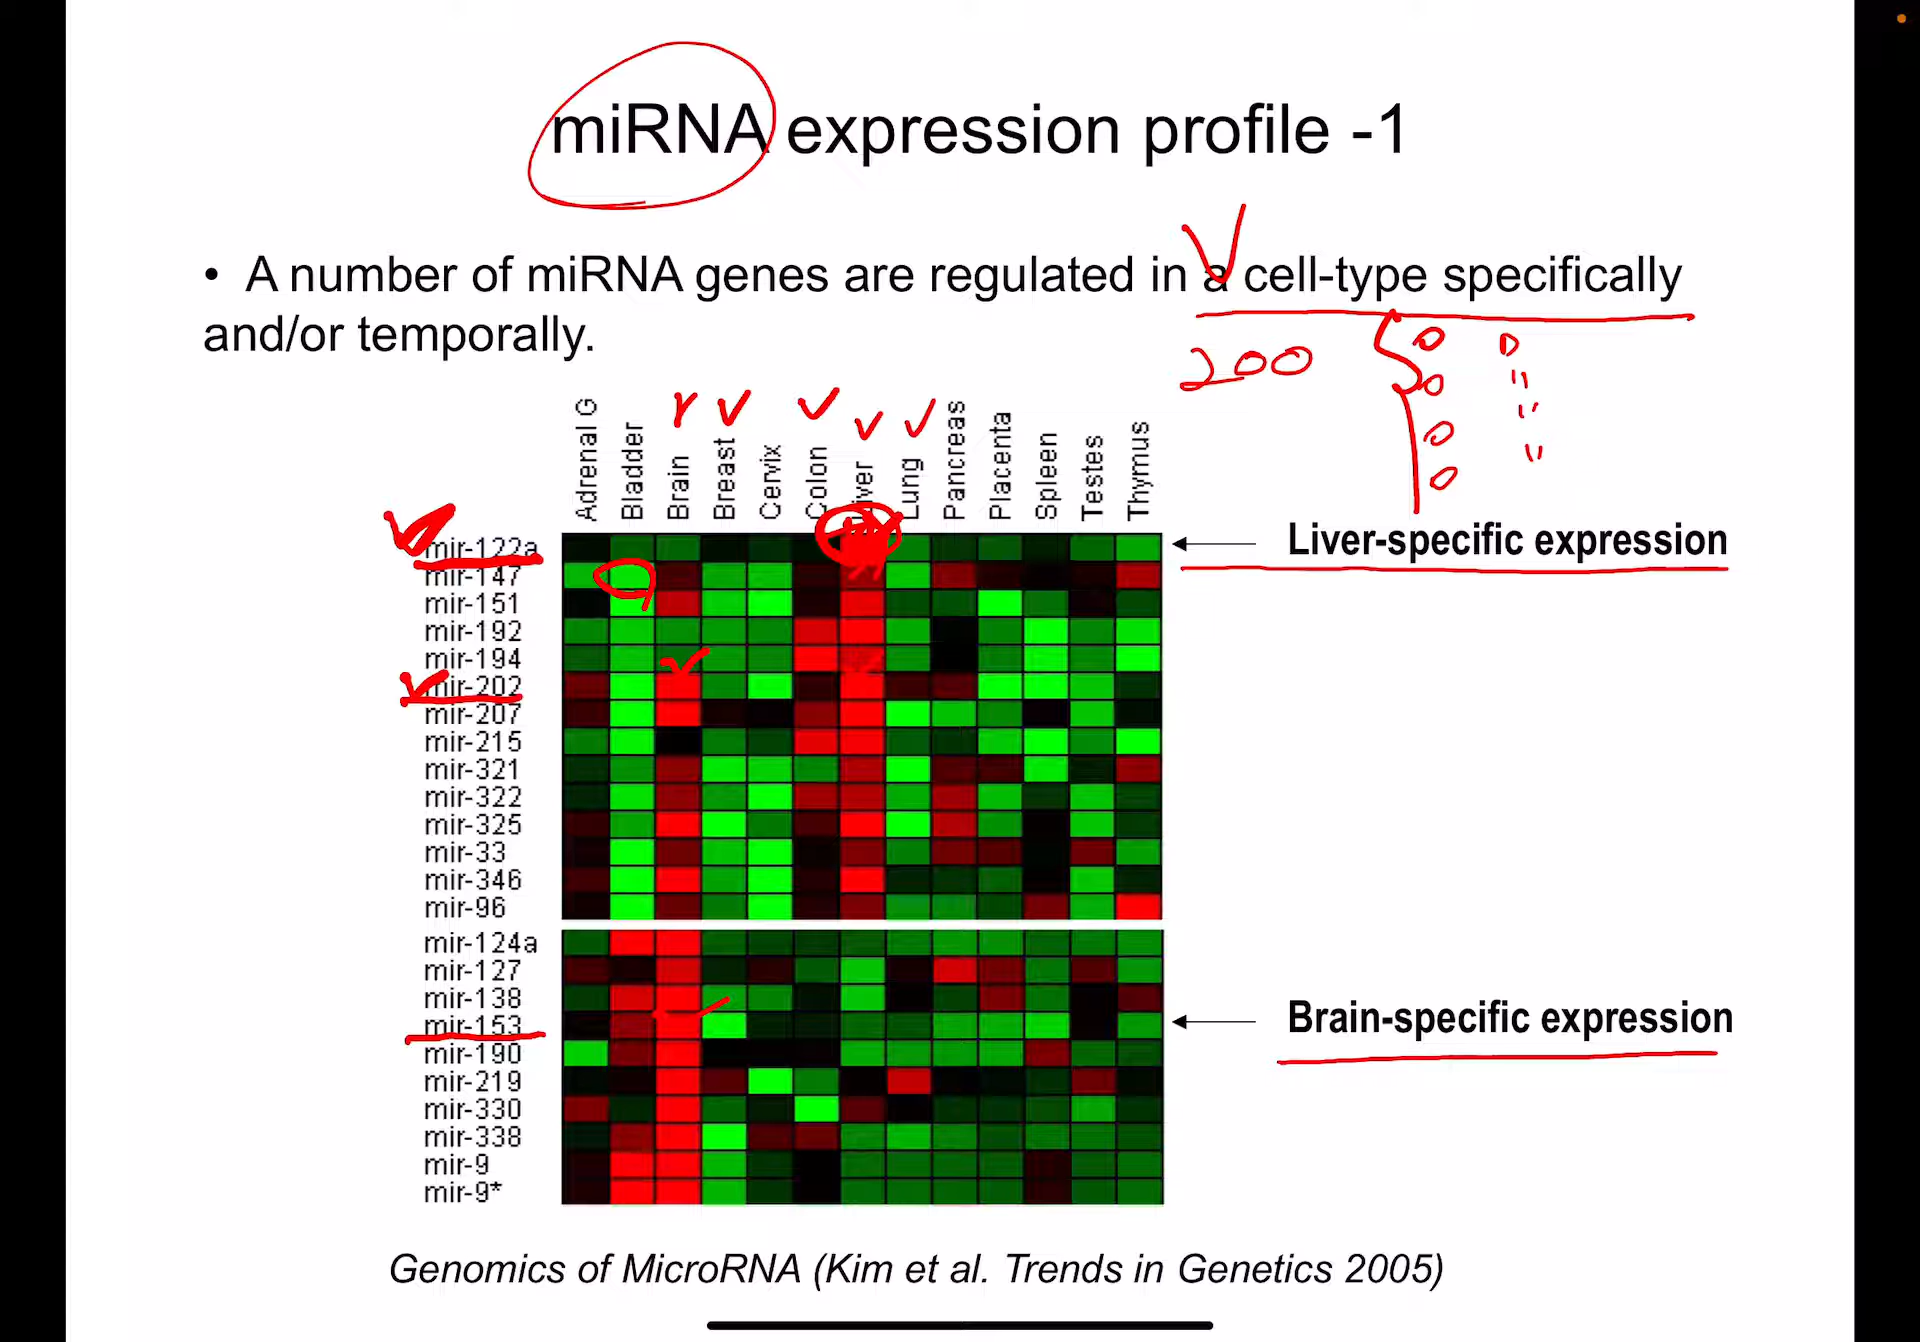 miRNA expression profile -1
• A number of miRNA genes are regulated in a cell-type specifically
and/or temporally.
200
Adrenal G
Bladder
Brain
Breast
Cervix
Colon
Liver
Lung
Pancreas
Placenta
Spleen
Testes
Thymus
mir-122a
Liver-specific expression
mir-147
mir-151
mir-192
mir-194
mir-202
mir-207
mir-215
mir-321
mir-322
mir-325
mir-33
mir-346
mir-96
mir-124a
mir-127
mir-138
mir-153
Brain-specific expression
mir-190
mir-219
mir-330
mir-338
mir-9
mir-9*
Genomics of MicroRNA (Kim et al. Trends in Genetics 2005)